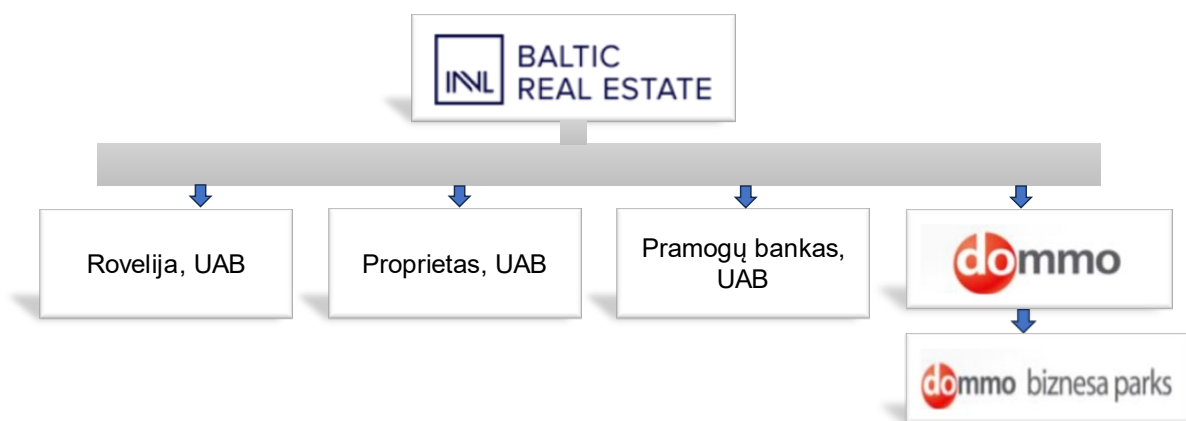 INVL
BALTIC
REAL ESTATE
Rovelija, UAB
Proprietas, UAB
Pramogų bankas,
UAB
dommo
dommo biznesa parks